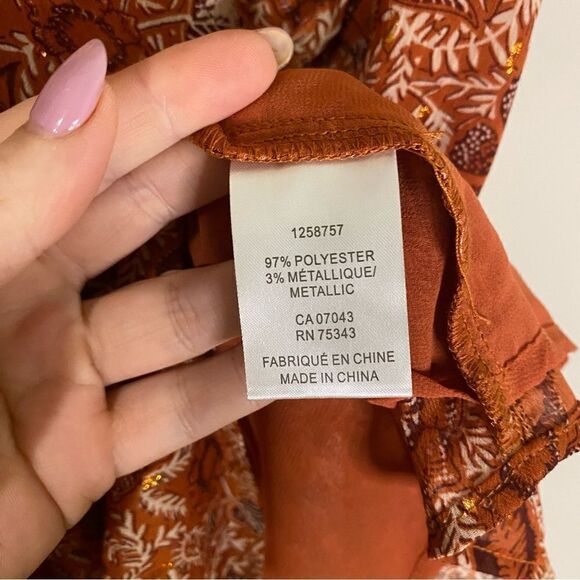 1258757
97% POLYESTER
3% MÉTALLIQUE/
METALLIC
CA 07043
RN 75343
FABRIQUÉ EN CHINE
MADE IN CHINA